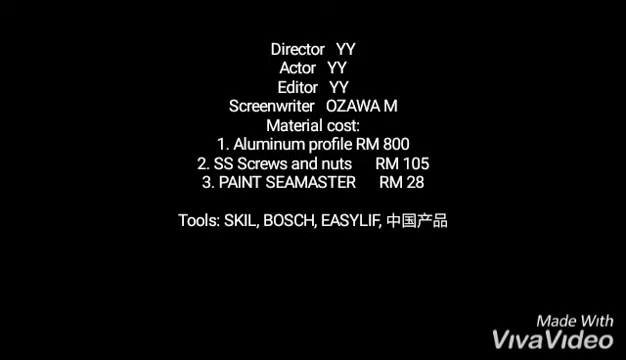 Director YY
Actor YY
Editor YY
Screenwriter OZAWA M
Material cost:
1. Aluminum profile RM 800
2. SS Screws and nuts RM 105
3. PAINT SEAMASTER RM 28
Tools: SKIL, BOSCH, EASYLIF, 中国产品
Made With
VivaVideo